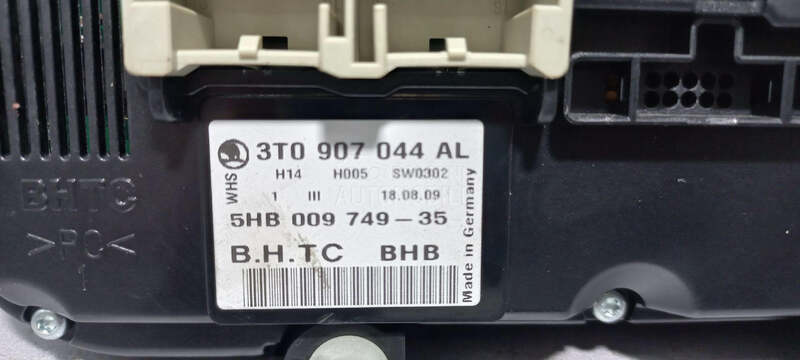 3T0 907 044 AL
WHS
H14 H005 SW0302
1 III 18.08.09
5HB 009 749-35
B.H.TC BHB
Made in Germany
BHTC
>PC<
1